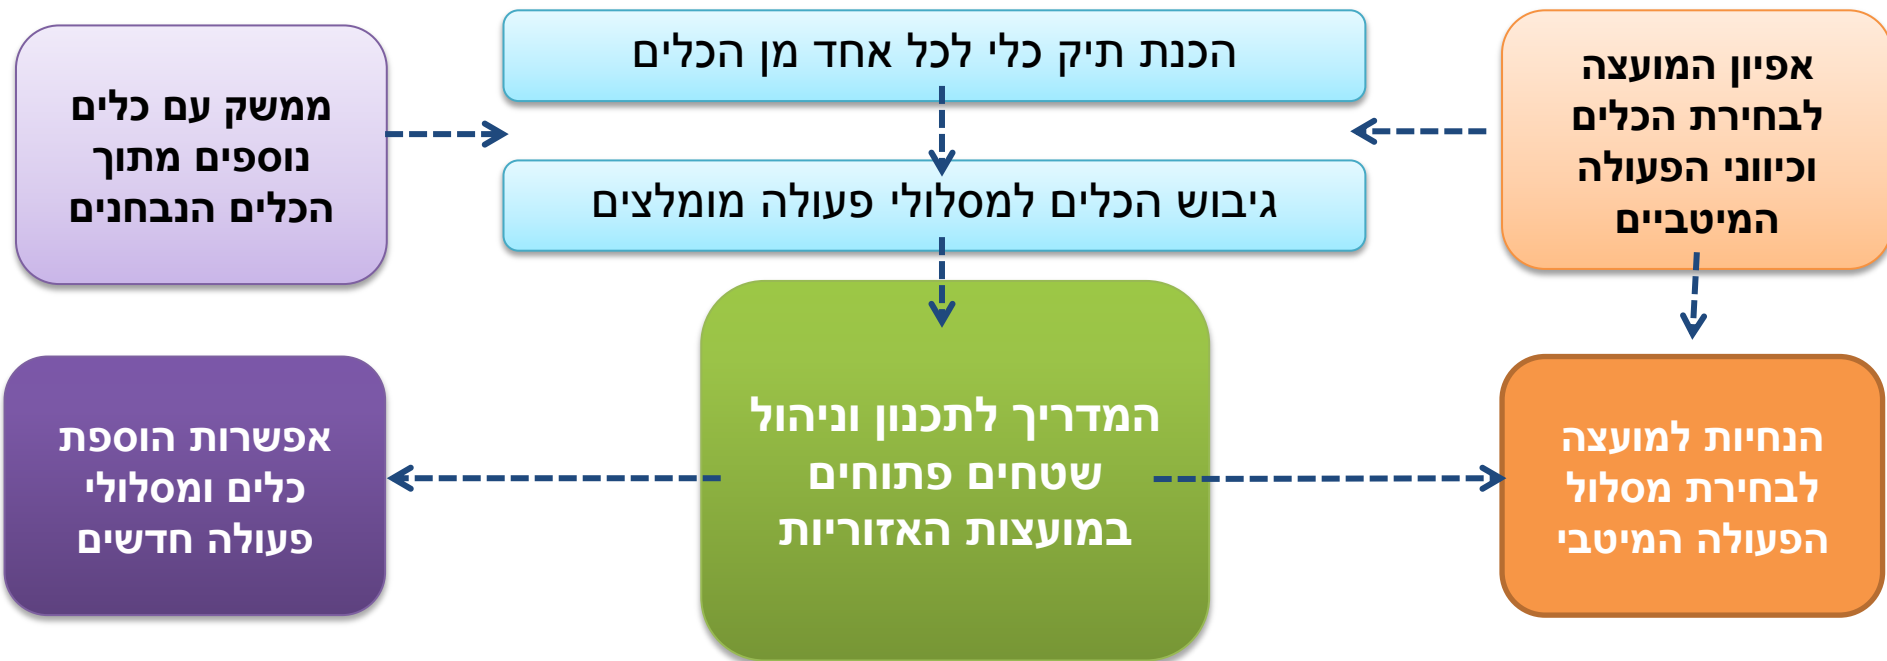 הכנת תיק כלי לכל אחד מן הכלים
גיבוש הכלים למסלולי פעולה מומלצים
אפיון המועצה
לבחירת הכלים
וכיווני הפעולה
המיטביים
ממשק עם כלים
נוספים מתוך
הכלים הנבחנים
הנחיות למועצה
לבחירת מסלול
הפעולה המיטבי
המדריך לתכנון וניהול
שטחים פתוחים
במועצות האזוריות
אפשרות הוספת
כלים ומסלולי
פעולה חדשים